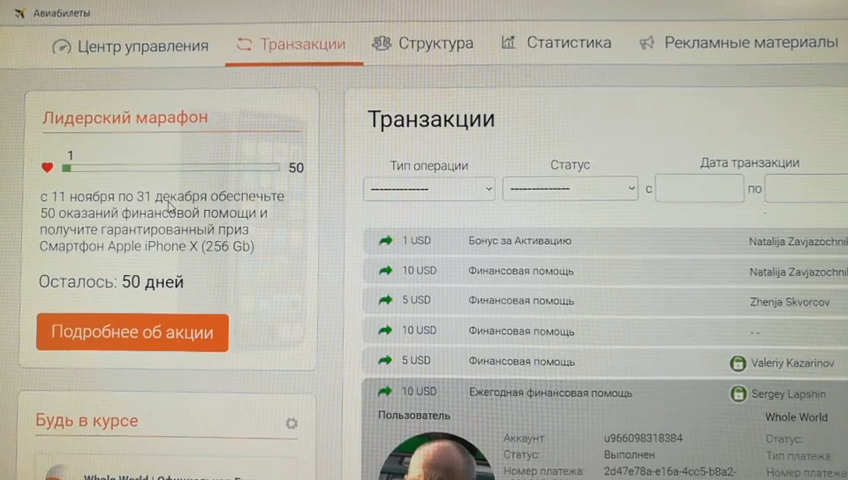 Авиабилеты
Центр управления
Транзакции
Структура
Статистика
Рекламные материалы
Лидерский марафон
1
50
с 11 ноября по 31 декабря обеспечьте
50 оказаний финансовой помощи и
получите гарантированный приз
Смартфон Apple iPhone X (256 Gb)
Осталось: 50 дней
Подробнее об акции
Будь в курсе
Whole World |
Транзакции
Тип операции
Статус
Дата транзакции
---------------
---------------
с
по
1 USD Бонус за Активацию Natalija Zavjazochni
10 USD Финансовая помощь Natalija Zavjazochni
5 USD Финансовая помощь Zhenja Skvorcov
10 USD Финансовая помощь - -
5 USD Финансовая помощь Valeriy Kazarinov
10 USD Ежегодная финансовая помощь Sergey Lapshin
Пользователь
Whole World
Аккаунт u966098318384 Статус:
Статус: Выполнен Тип платежа:
Номер платежа: 2d47e78a-e16a-4cc5-b8a2- Номер платежа: